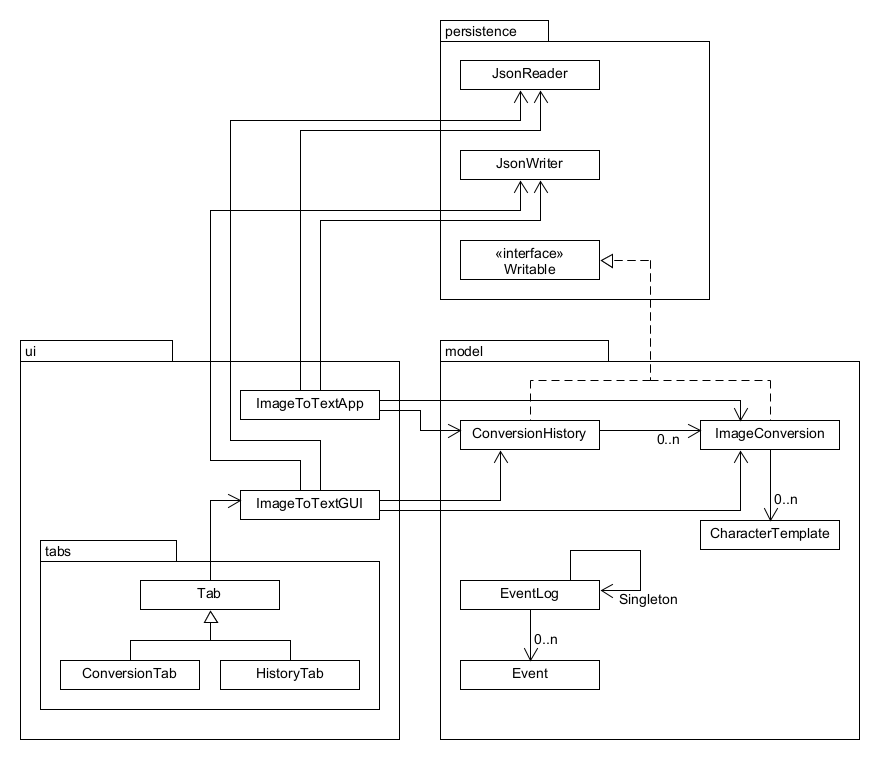 persistence
JsonReader
JsonWriter
«interface»
Writable
ui
model
ImageToTextApp
ConversionHistory
0..n
ImageConversion
ImageToTextGUI
0..n
CharacterTemplate
tabs
Tab
EventLog
Singleton
0..n
ConversionTab
HistoryTab
Event